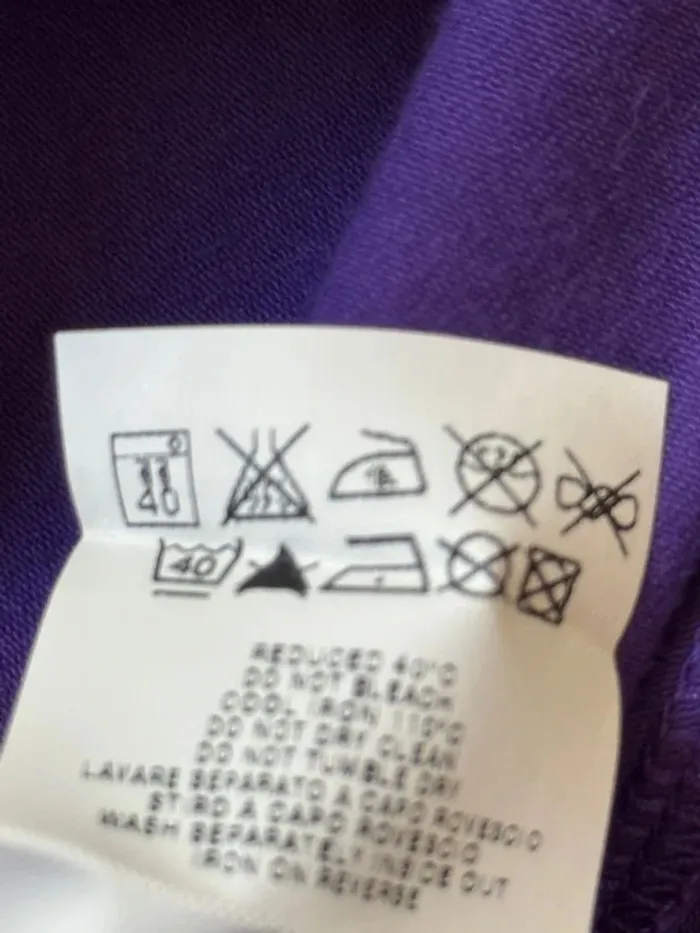 40
40
REDUCED 40°C
DO NOT BLEACH
COOL IRON 110°C
DO NOT DRY CLEAN
DO NOT TUMBLE DRY
LAVARE SEPARATO A CAPO ROVESCIO
STIRO A CAPO ROVESCIO
WASH SEPARATELY INSIDE OUT
IRON ON REVERSE